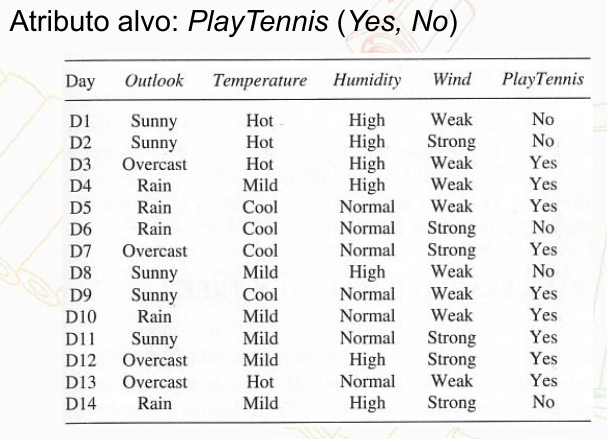 Atributo alvo: PlayTennis (Yes, No)
Day Outlook Temperature Humidity Wind PlayTennis
D1 Sunny Hot High Weak No
D2 Sunny Hot High Strong No
D3 Overcast Hot High Weak Yes
D4 Rain Mild High Weak Yes
D5 Rain Cool Normal Weak Yes
D6 Rain Cool Normal Strong No
D7 Overcast Cool Normal Strong Yes
D8 Sunny Mild High Weak No
D9 Sunny Cool Normal Weak Yes
D10 Rain Mild Normal Weak Yes
D11 Sunny Mild Normal Strong Yes
D12 Overcast Mild High Strong Yes
D13 Overcast Hot Normal Weak Yes
D14 Rain Mild High Strong No